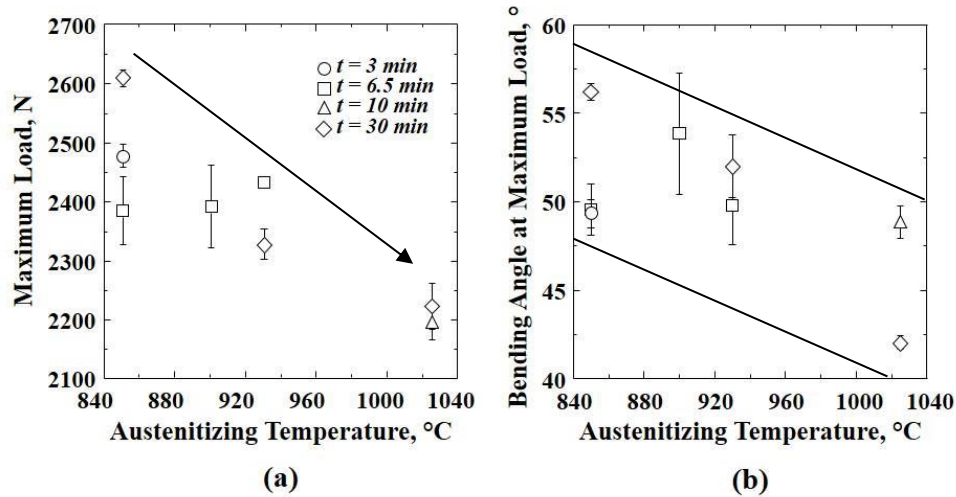 2700
2600
2500
2400
2300
2200
2100
840 880 920 960 1000 1040
Maximum Load, N
Austenitizing Temperature, °C
t = 3 min
t = 6.5 min
t = 10 min
t = 30 min
(a)
60
55
50
45
40
840 880 920 960 1000 1040
Bending Angle at Maximum Load, °
Austenitizing Temperature, °C
(b)